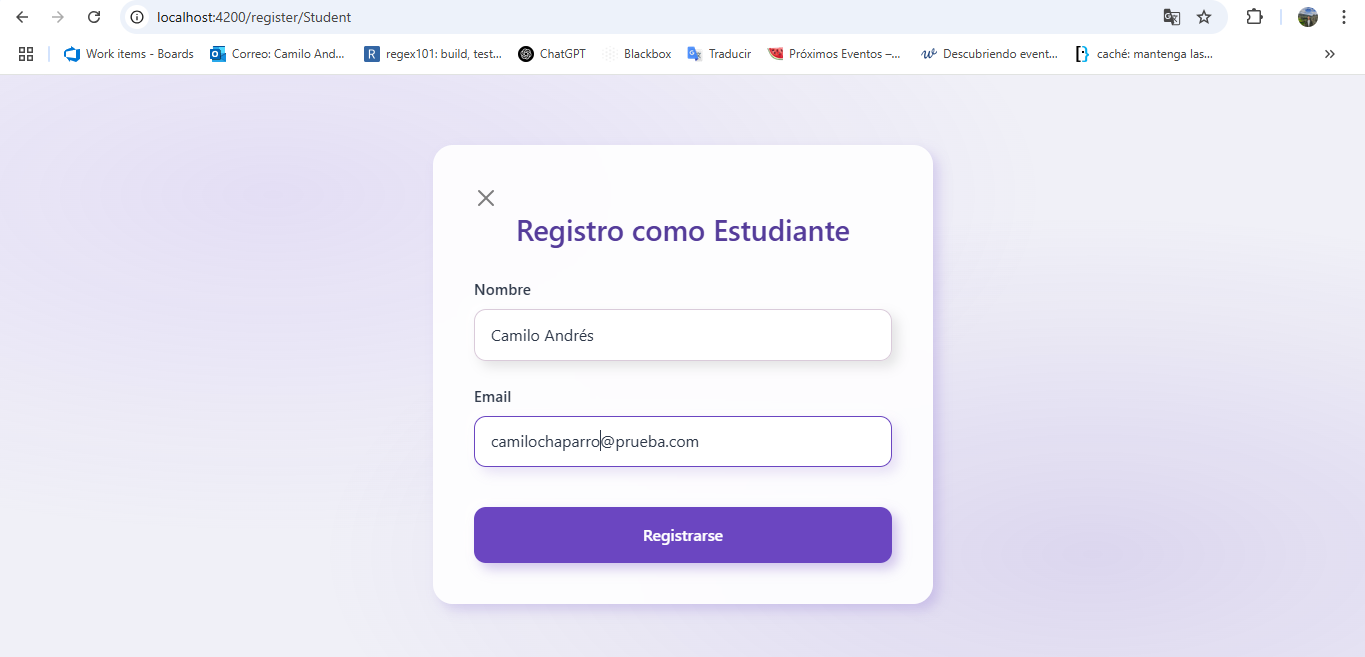 localhost:4200/register/Student
Work items - Boards Correo: Camilo And... R regex101: build, test... ChatGPT Blackbox Traducir Próximos Eventos –... Descubriendo event... caché: mantenga las...
Registro como Estudiante
Nombre
Camilo Andrés
Email
camilochaparro@prueba.com
Registrarse